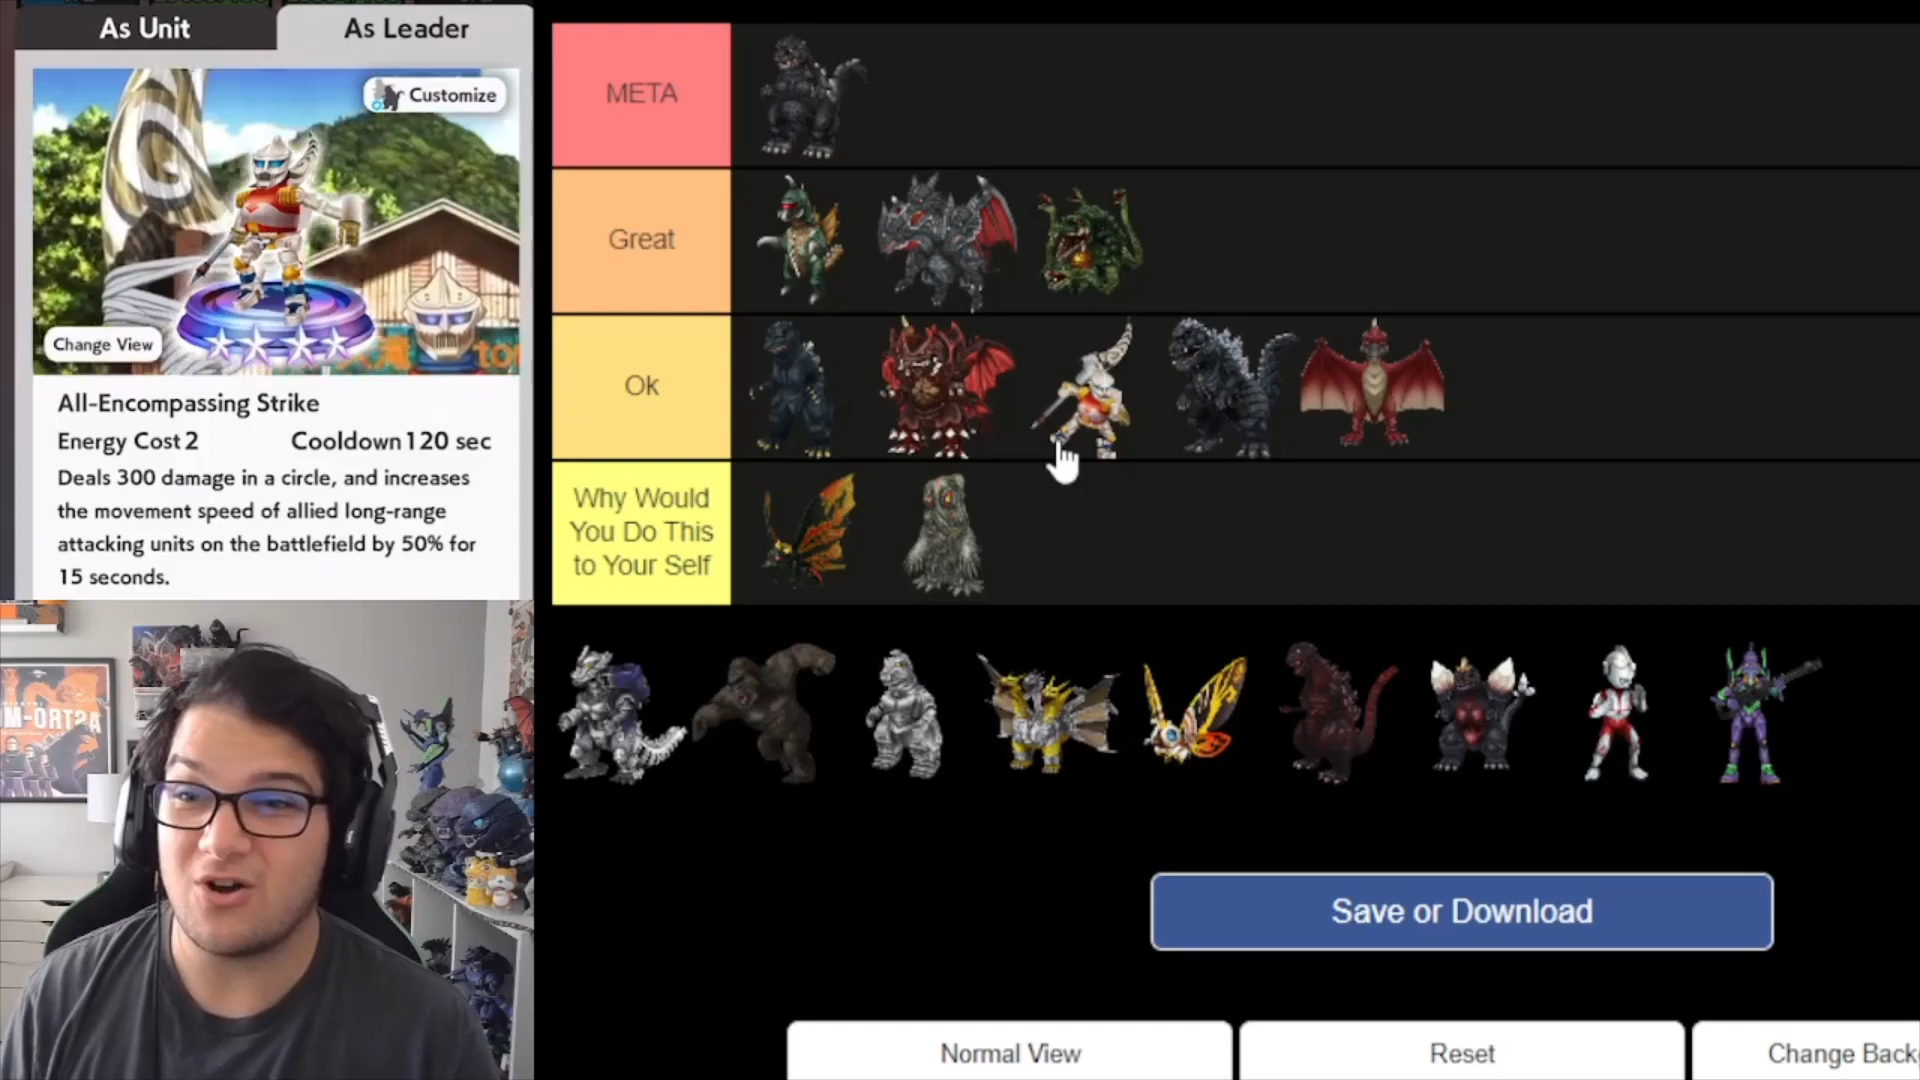 As Unit
As Leader
Customize
Change View
All-Encompassing Strike
Energy Cost 2 Cooldown 120 sec
Deals 300 damage in a circle, and increases
the movement speed of allied long-range
attacking units on the battlefield by 50% for
15 seconds.
META
Great
Ok
Why Would
You Do This
to Your Self
Save or Download
Normal View
Reset
Change Back